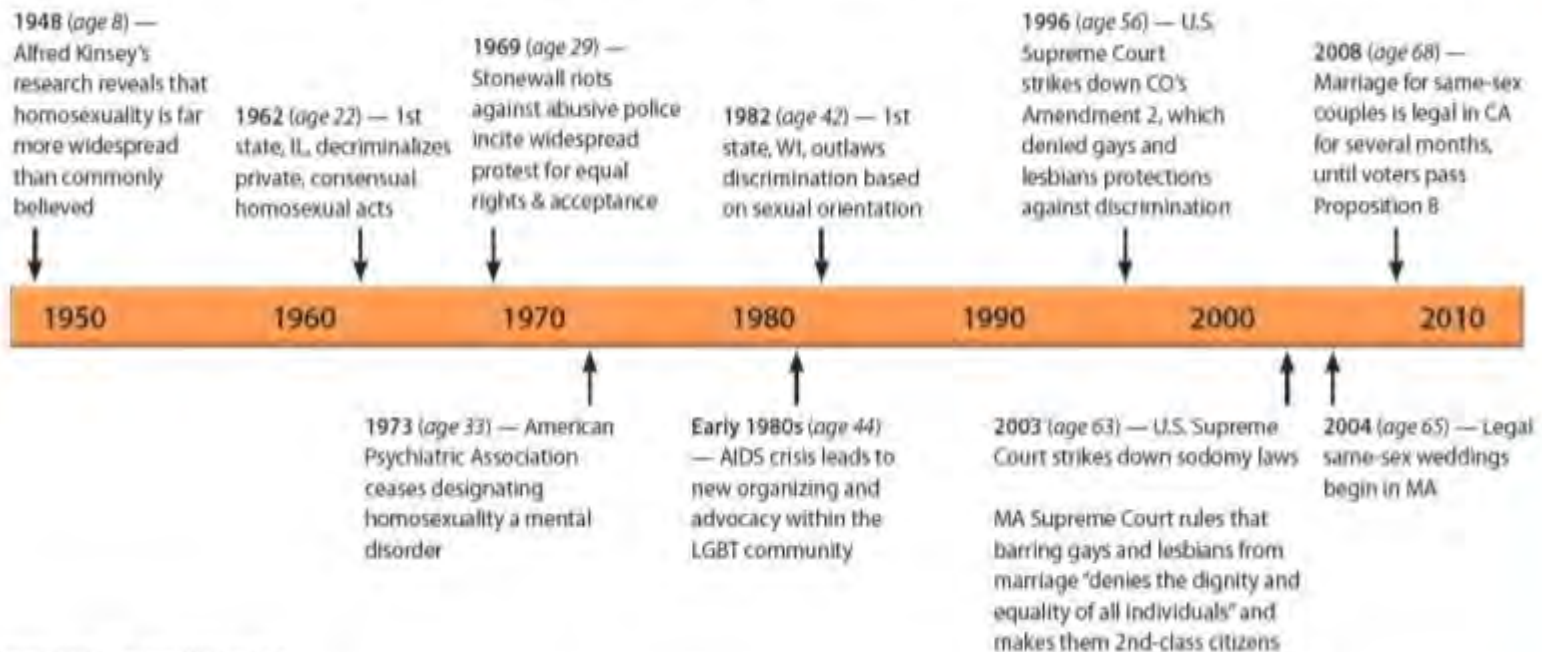 1948 (age 8) —
Alfred Kinsey's
research reveals that
homosexuality is far
more widespread
than commonly
believed
1962 (age 22) — 1st
state, IL, decriminalizes
private, consensual
homosexual acts
1969 (age 29) —
Stonewall riots
against abusive police
incite widespread
protest for equal
rights & acceptance
1982 (age 42) — 1st
state, WI, outlaws
discrimination based
on sexual orientation
1996 (age 56) — U.S.
Supreme Court
strikes down CO's
Amendment 2, which
denied gays and
lesbians protections
against discrimination
2008 (age 68) —
Marriage for same-sex
couples is legal in CA
for several months,
until voters pass
Proposition 8
1950 1960 1970 1980 1990 2000 2010
1973 (age 33) — American
Psychiatric Association
ceases designating
homosexuality a mental
disorder
Early 1980s (age 44)
— AIDS crisis leads to
new organizing and
advocacy within the
LGBT community
2003 (age 63) — U.S. Supreme
Court strikes down sodomy laws
MA Supreme Court rules that
barring gays and lesbians from
marriage "denies the dignity and
equality of all individuals" and
makes them 2nd-class citizens
2004 (age 65) — Legal
same-sex weddings
begin in MA